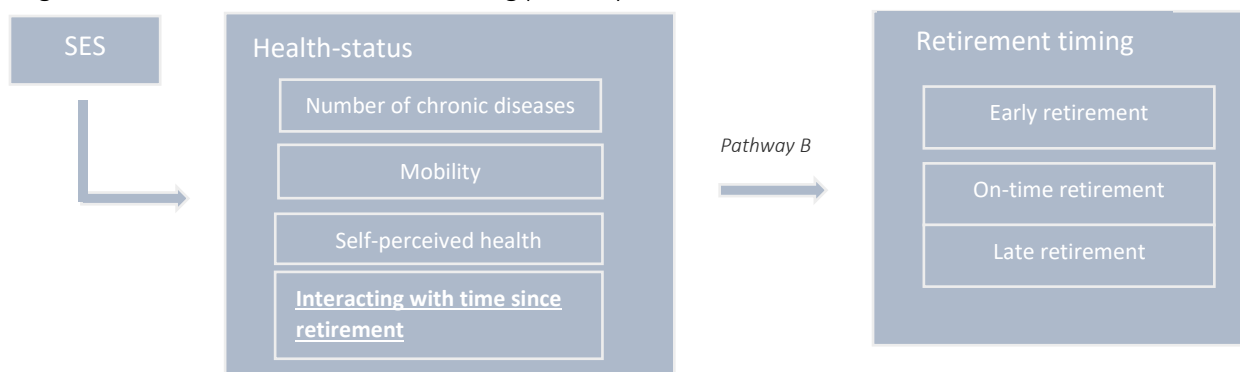 SES
Health-status
Number of chronic diseases
Mobility
Self-perceived health
Interacting with time since
retirement
Pathway B
Retirement timing
Early retirement
On-time retirement
Late retirement